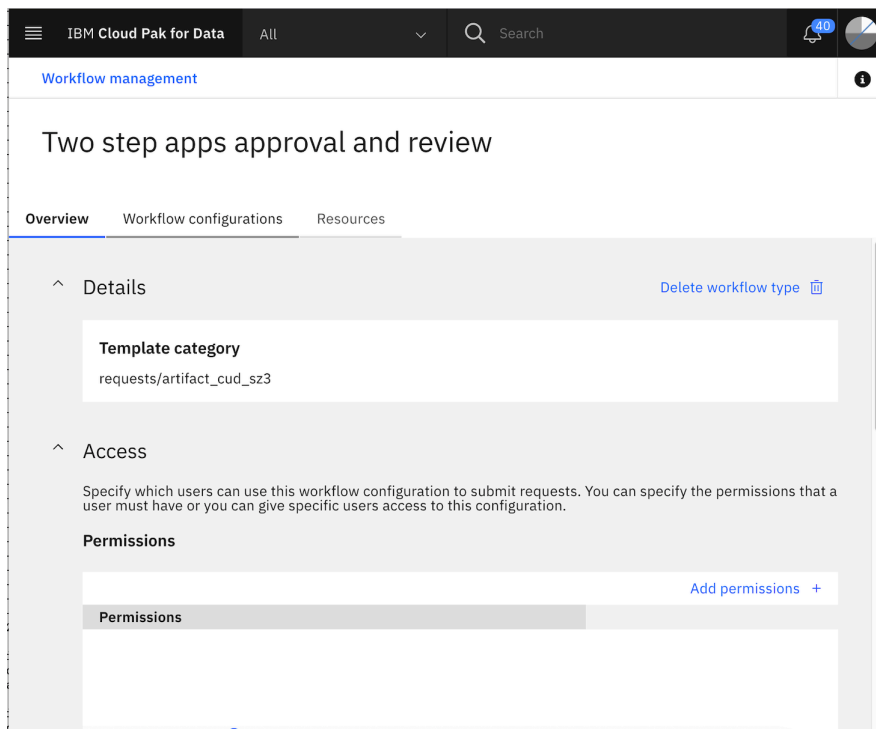 IBM Cloud Pak for Data
All
Search
40
Workflow management
Two step apps approval and review
Overview
Workflow configurations
Resources
Details
Delete workflow type
Template category
requests/artifact_cud_sz3
Access
Specify which users can use this workflow configuration to submit requests. You can specify the permissions that a
user must have or you can give specific users access to this configuration.
Permissions
Add permissions +
Permissions